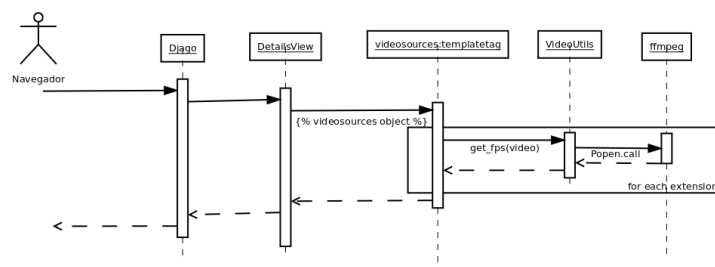 Djago
DetailsView
videosources:templatetag
VideoUtils
ffmpeg
Navegador
{% videosources object %}
get_fps(video)
Popen.call
for each extension